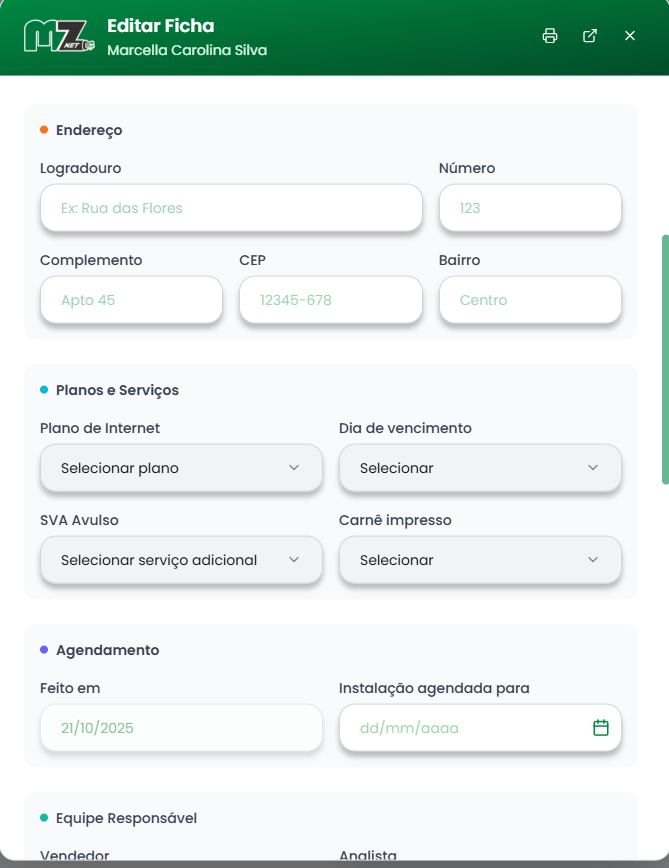 MZ NET
Editar Ficha
Marcella Carolina Silva
Endereço
Logradouro Número
Ex: Rua das Flores 123
Complemento CEP Bairro
Apto 45 12345-678 Centro
Planos e Serviços
Plano de Internet Dia de vencimento
Selecionar plano Selecionar
SVA Avulso Carnê impresso
Selecionar serviço adicional Selecionar
Agendamento
Feito em Instalação agendada para
21/10/2025 dd/mm/aaaa
Equipe Responsável
Vendedor Analista